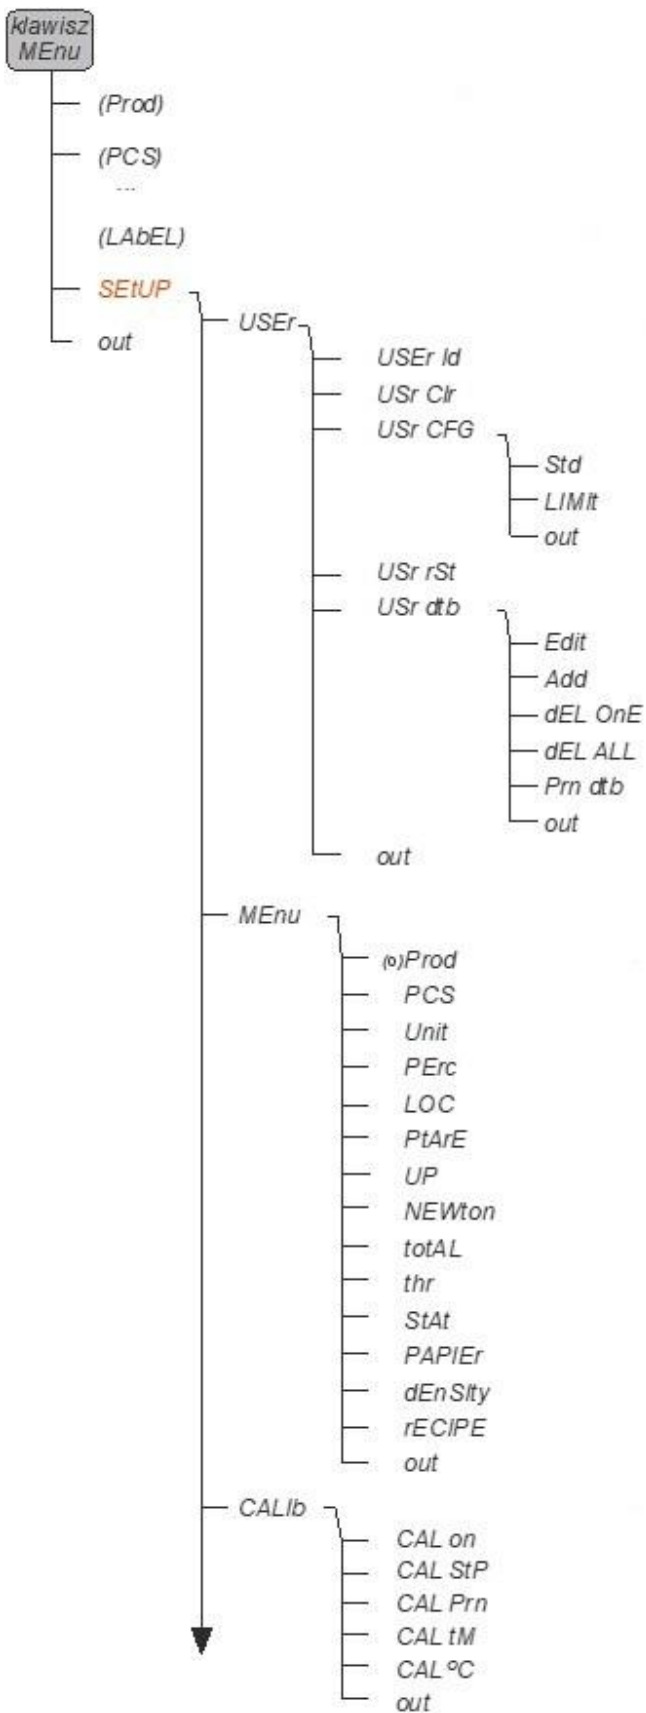 klawisz
MEnu
(Prod)
(PCS)
...
(LAbEL)
SEtUP
out
USEr
USEr Id
USr Clr
USr CFG
Std
LIMIt
out
USr rSt
USr dtb
Edit
Add
dEL OnE
dEL ALL
Prn dtb
out
out
MEnu
(o)Prod
PCS
Unit
PErc
LOC
PtArE
UP
NEWton
totAL
thr
StAt
PAPIEr
dEnSIty
rECIPE
out
CALIb
CAL on
CAL StP
CAL Prn
CAL tM
CAL ºC
out